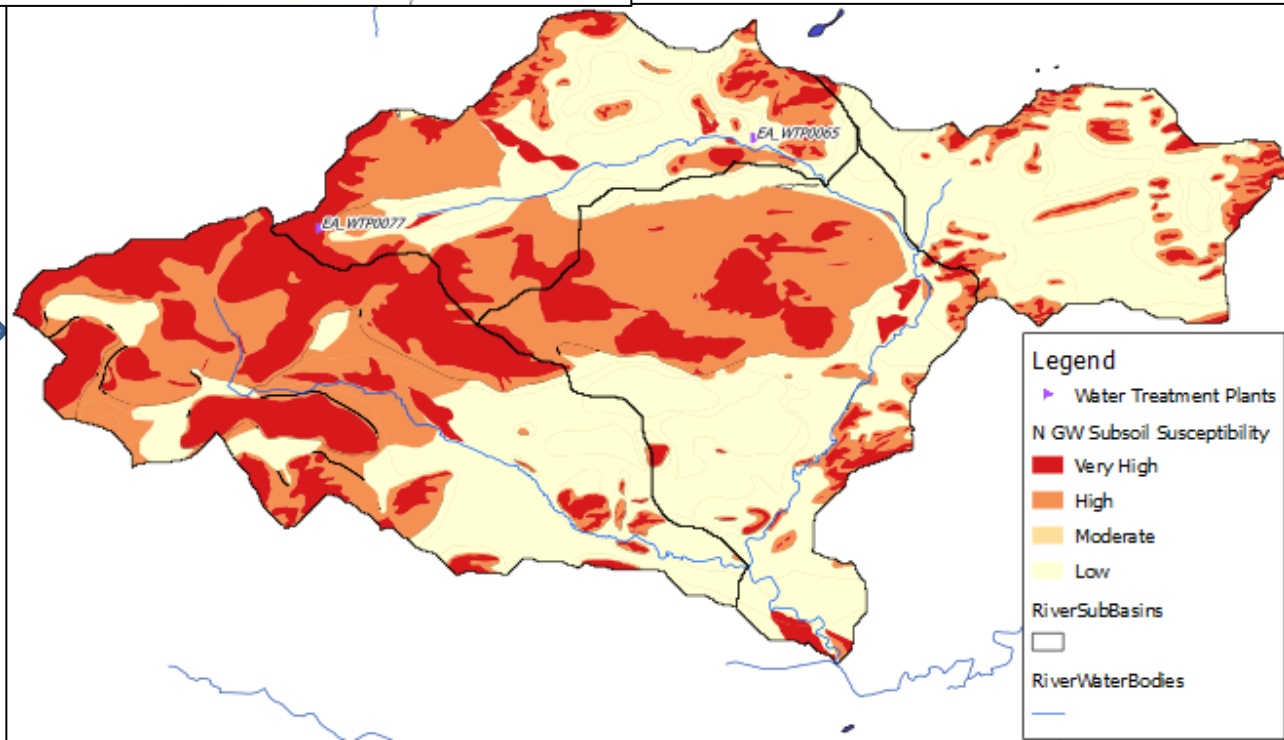 EA_WTP0065
EA_WTP0077
Legend
Water Treatment Plants
N GW Subsoil Susceptibility
Very High
High
Moderate
Low
RiverSubBasins
RiverWaterBodies